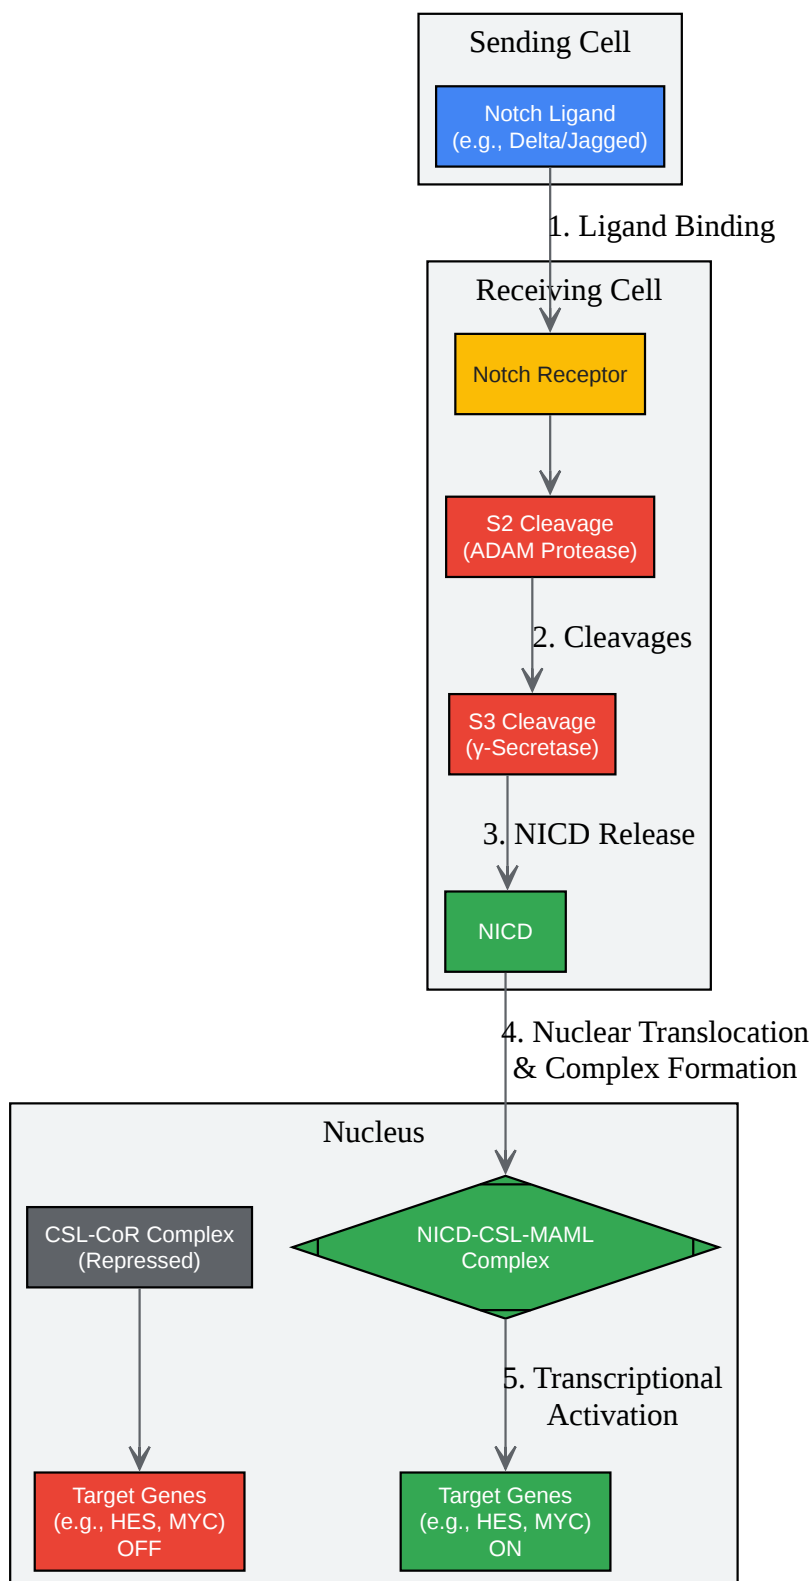 Sending Cell
Notch Ligand
(e.g., Delta/Jagged)
1. Ligand Binding
Receiving Cell
Notch Receptor
S2 Cleavage
(ADAM Protease)
2. Cleavages
S3 Cleavage
(γ-Secretase)
3. NICD Release
NICD
4. Nuclear Translocation
& Complex Formation
Nucleus
CSL-CoR Complex
(Repressed)
NICD-CSL-MAML
Complex
5. Transcriptional
Activation
Target Genes
(e.g., HES, MYC)
OFF
Target Genes
(e.g., HES, MYC)
ON